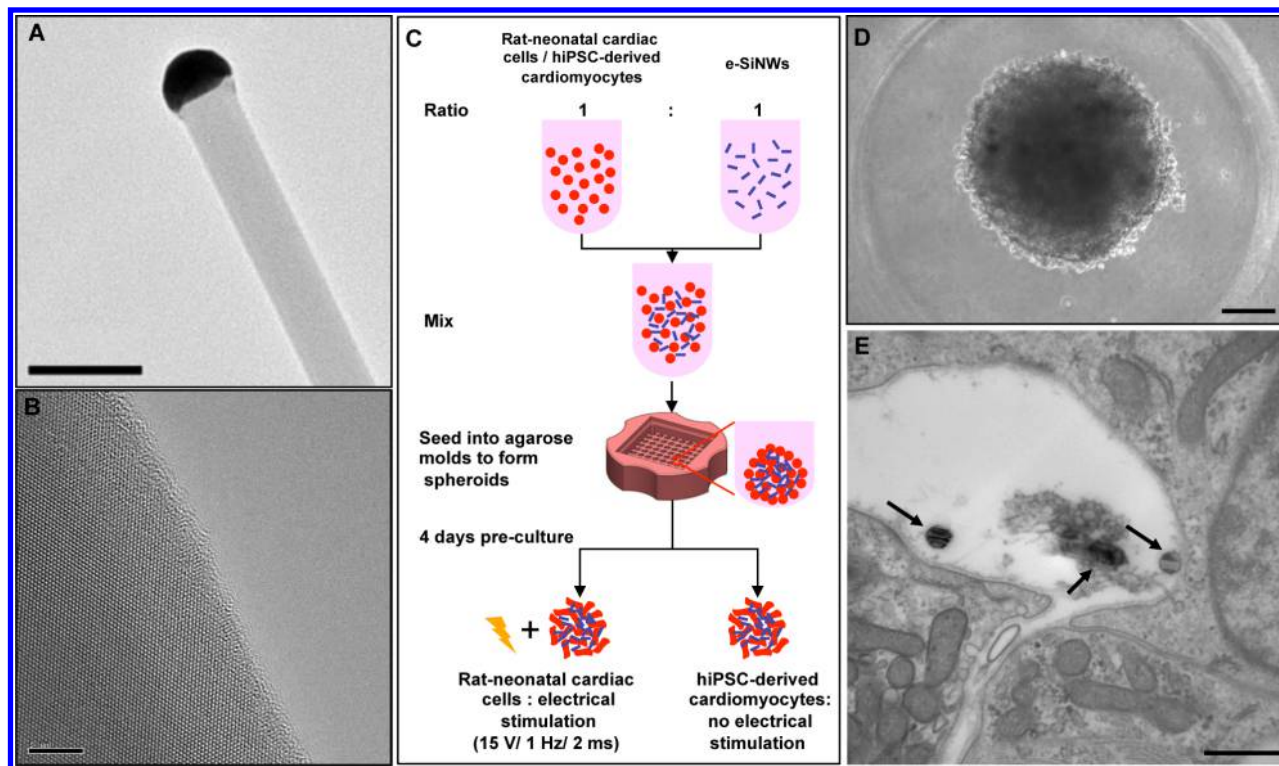 A
B
C
Rat-neonatal cardiac
cells / hiPSC-derived
cardiomyocytes
e-SiNWs
Ratio
1 : 1
Mix
Seed into agarose
molds to form
spheroids
4 days pre-culture
+
Rat-neonatal cardiac
cells : electrical
stimulation
(15 V/ 1 Hz/ 2 ms)
hiPSC-derived
cardiomyocytes:
no electrical
stimulation
D
E